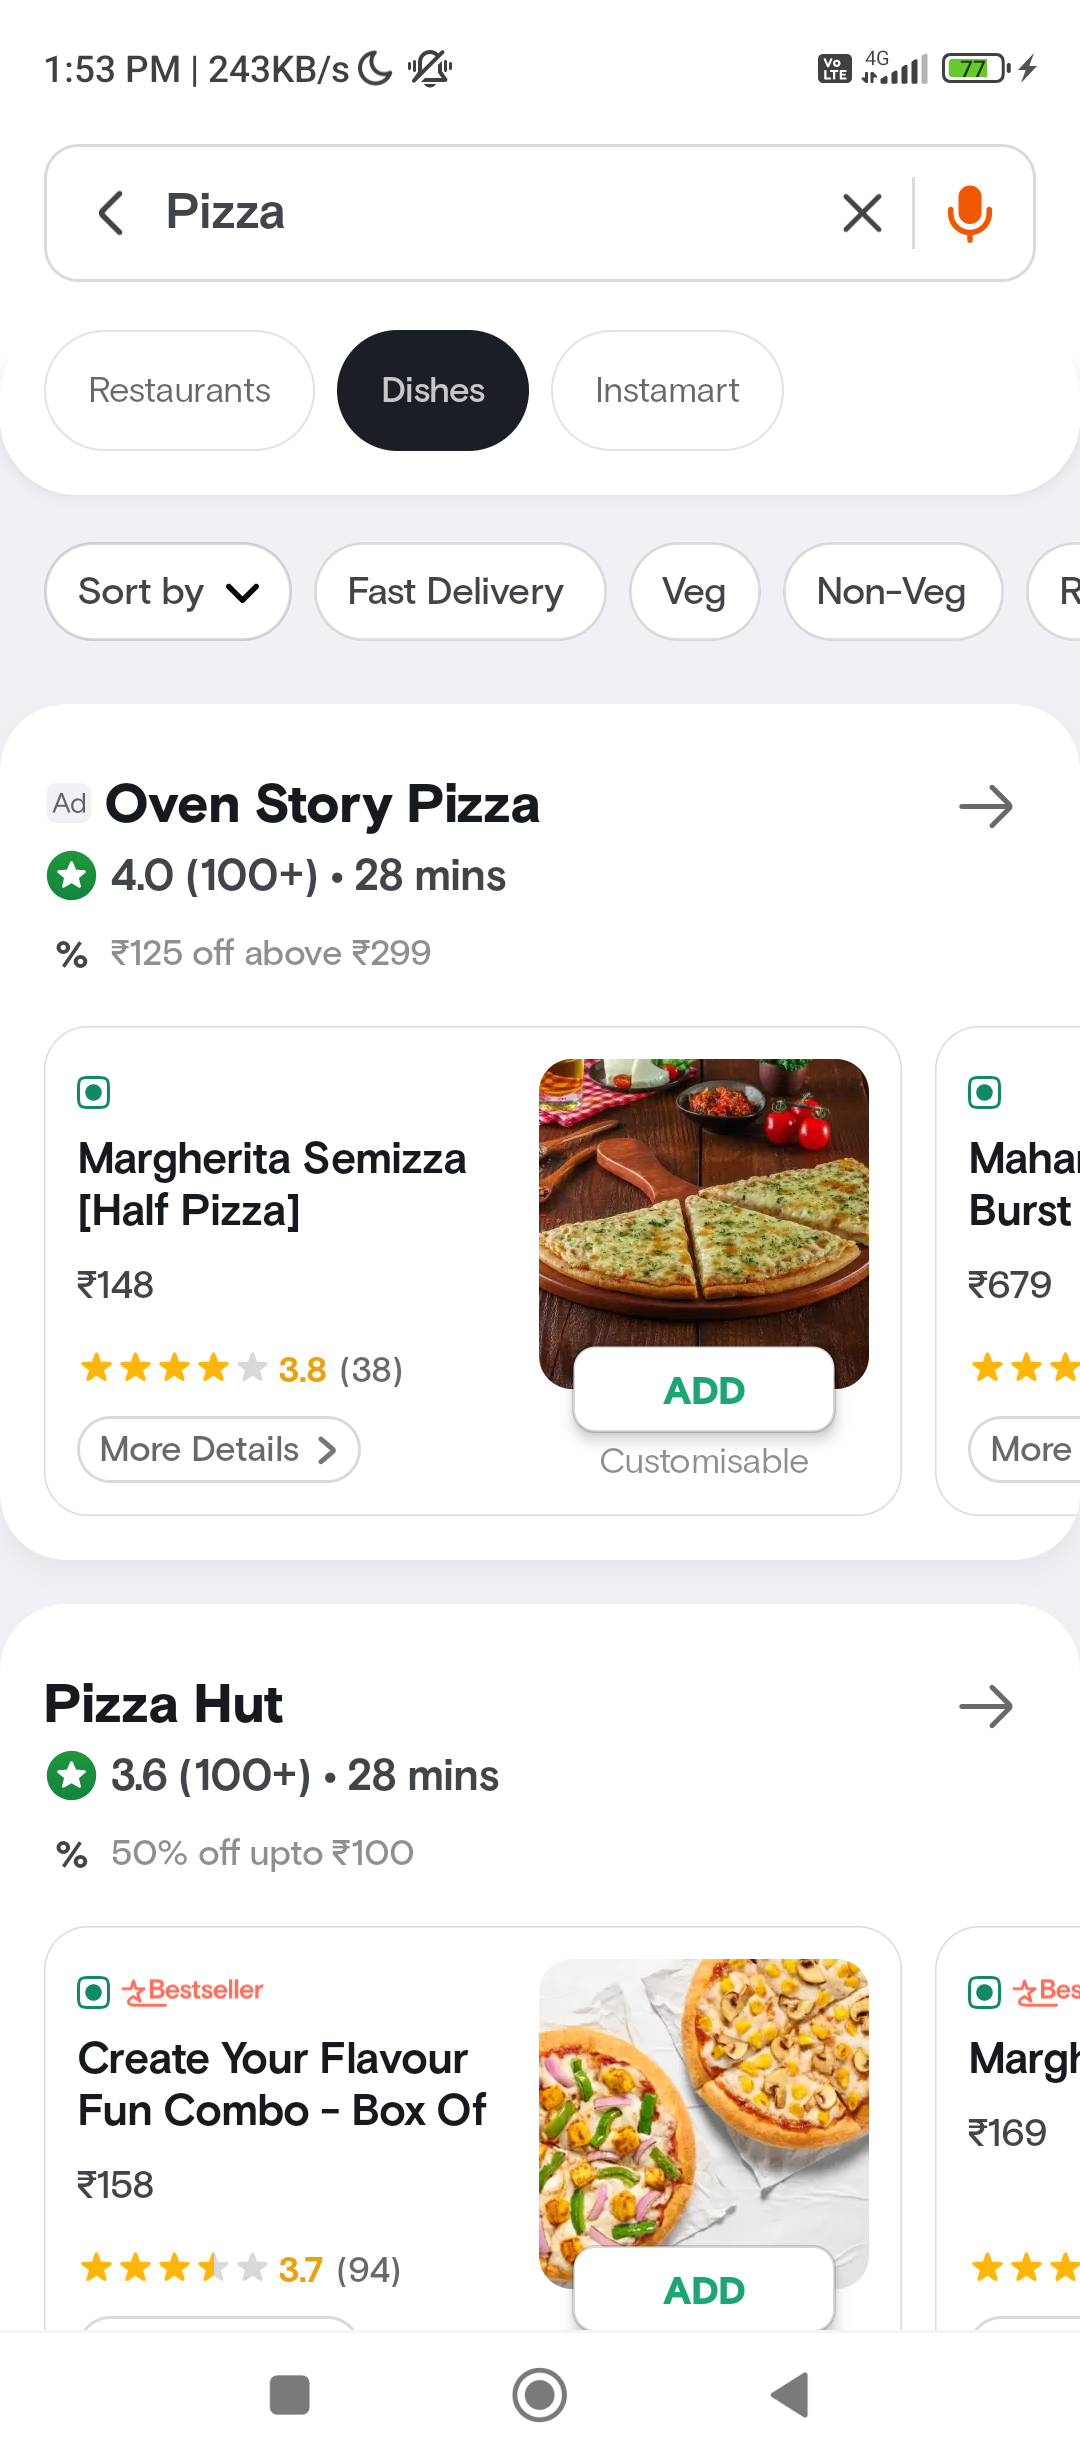 1:53 PM | 243KB/s
Vo LTE 4G 77
Pizza
Restaurants Dishes Instamart
Sort by Fast Delivery Veg Non-Veg R
Ad Oven Story Pizza
4.0 (100+) • 28 mins
% ₹125 off above ₹299
Margherita Semizza
[Half Pizza]
₹148
3.8 (38)
More Details
ADD
Customisable
Mahar
Burst
₹679
More
Pizza Hut
3.6 (100+) • 28 mins
% 50% off upto ₹100
Bestseller
Create Your Flavour
Fun Combo - Box Of
₹158
3.7 (94)
ADD
Bes
Margh
₹169